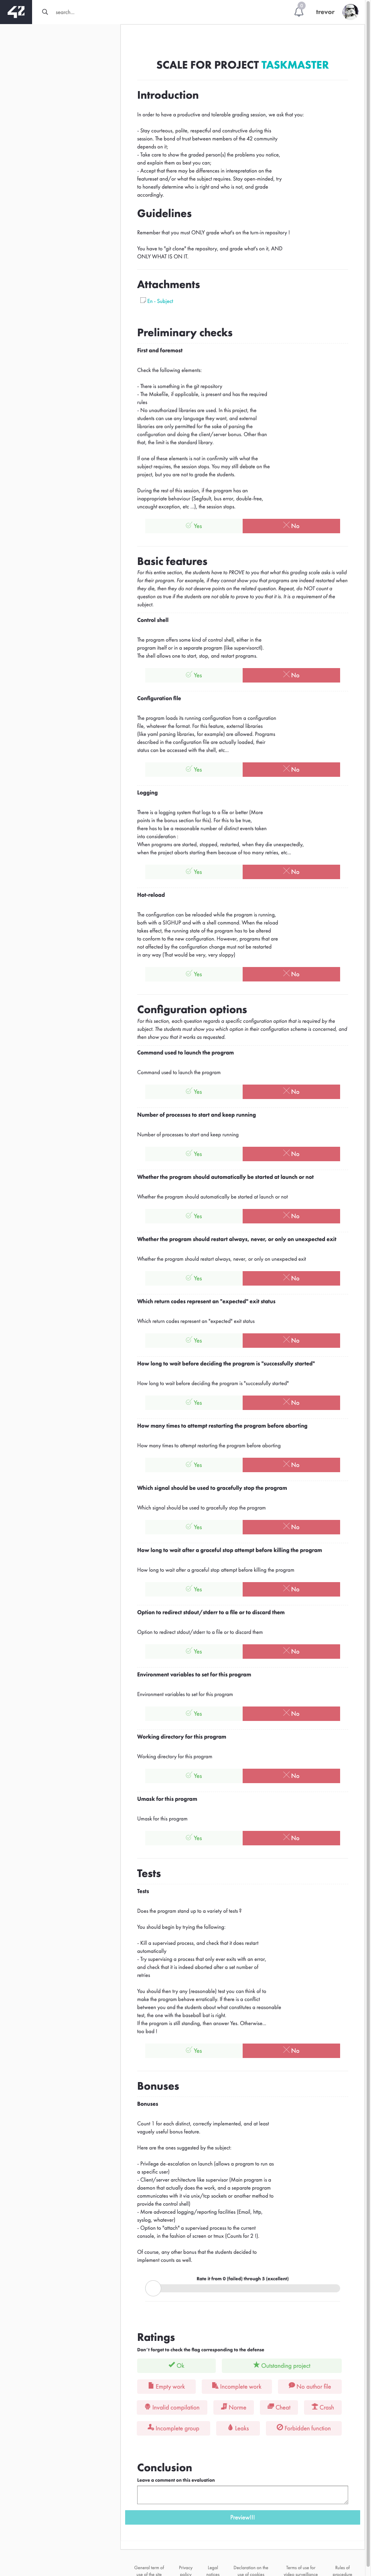 42
search...
trevor
SCALE FOR PROJECT TASKMASTER
Introduction
In order to have a productive and tolerable grading session, we ask that you:
- Stay courteous, polite, respectful and constructive during this
session. The bond of trust between members of the 42 community
depends on it;
- Take care to show the graded person(s) the problems you notice,
and explain them as best you can;
- Accept that there may be differences in interpretation on the
featureset and/or what the subject requires. Stay open-minded, try
to honestly determine who is right and who is not, and grade
accordingly.
Guidelines
Remember that you must ONLY grade what's on the turn-in repository !
You have to "git clone" the repository, and grade what's on it, AND
ONLY WHAT IS ON IT.
Attachments
En - Subject
Preliminary checks
First and foremost
Check the following elements:
- There is something in the git repository
- The Makefile, if applicable, is present and has the required
rules
- No unauthorized libraries are used. In this project, the
students can use any language they want, and external
libraries are only permitted for the sake of parsing the
configuration and doing the client/server bonus. Other than
that, the limit is the standard library.
If one of these elements is not in conformity with what the
subject requires, the session stops. You may still debate on the
project, but you are not to grade the students.
During the rest of this session, if the program has an
inappropriate behaviour (Segfault, bus error, double-free,
uncaught exception, etc ...), the session stops.
Yes
No
Basic features
For this entire section, the students have to PROVE to you that what this grading scale asks is valid
for their program. For example, if they cannot show you that programs are indeed restarted when
they die, then they do not deserve points on the related question. Repeat, do NOT count a
question as true if the students are not able to prove to you that it is. It is a requirement of the
subject.
Control shell
The program offers some kind of control shell, either in the
program itself or in a separate program (like supervisorctl).
The shell allows one to start, stop, and restart programs.
Yes
No
Configuration file
The program loads its running configuration from a configuration
file, whatever the format. For this feature, external libraries
(like yaml parsing libraries, for example) are allowed. Programs
described in the configuration file are actually loaded, their
status can be accessed with the shell, etc...
Yes
No
Logging
There is a logging system that logs to a file or better (More
points in the bonus section for this). For this to be true,
there has to be a reasonable number of distinct events taken
into consideration :
When programs are started, stopped, restarted, when they die unexpectedly,
when the project aborts starting them because of too many retries, etc...
Yes
No
Hot-reload
The configuration can be reloaded while the program is running,
both with a SIGHUP and with a shell command. When the reload
takes effect, the running state of the program has to be altered
to conform to the new configuration. However, programs that are
not affected by the configuration change must not be restarted
in any way (That would be very, very sloppy)
Yes
No
Configuration options
For this section, each question regards a specific configuration option that is required by the
subject. The students must show you which option in their configuration scheme is concerned, and
then show you that it works as requested.
Command used to launch the program
Command used to launch the program
Yes
No
Number of processes to start and keep running
Number of processes to start and keep running
Yes
No
Whether the program should automatically be started at launch or not
Whether the program should automatically be started at launch or not
Yes
No
Whether the program should restart always, never, or only on unexpected exit
Whether the program should restart always, never, or only on unexpected exit
Yes
No
Which return codes represent an "expected" exit status
Which return codes represent an "expected" exit status
Yes
No
How long to wait before deciding the program is "successfully started"
How long to wait before deciding the program is "successfully started"
Yes
No
How many times to attempt restarting the program before aborting
How many times to attempt restarting the program before aborting
Yes
No
Which signal should be used to gracefully stop the program
Which signal should be used to gracefully stop the program
Yes
No
How long to wait after a graceful stop attempt before killing the program
How long to wait after a graceful stop attempt before killing the program
Yes
No
Option to redirect stdout/stderr to a file or to discard them
Option to redirect stdout/stderr to a file or to discard them
Yes
No
Environment variables to set for this program
Environment variables to set for this program
Yes
No
Working directory for this program
Working directory for this program
Yes
No
Umask for this program
Umask for this program
Yes
No
Tests
Tests
Does the program stand up to a variety of tests ?
You should begin by trying the following:
- Kill a supervised process, and check that it does restart
automatically
- Try supervising a process that only ever exits with an error,
and check that it is indeed aborted after a set number of
retries
You should then try any (reasonable) test you can think of to
make the program behave erratically. If there is a conflict
between you and the students about what constitutes a reasonable
test, the one with the baseball bat is right.
If the program is still standing, then answer Yes. Otherwise...
too bad !
Yes
No
Bonuses
Bonuses
Count 1 for each distinct, correctly implemented, and at least
vaguely useful bonus feature.
Here are the ones suggested by the subject:
- Privilege de-escalation on launch (allows a program to run as
a specific user)
- Client/server architecture like supervisor (Main program is a
daemon that actually does the work, and a separate program
communicates with it via unix/tcp sockets or another method to
provide the control shell)
- More advanced logging/reporting facilities (Email, http,
syslog, whatever)
- Option to "attach" a supervised process to the current
console, in the fashion of screen or tmux (Counts for 2 !).
Of course, any other bonus that the students decided to
implement counts as well.
Rate it from 0 (failed) through 5 (excellent)
Ratings
Don't forget to check the flag corresponding to the defense
Ok
Outstanding project
Empty work
Incomplete work
No author file
Invalid compilation
Norme
Cheat
Crash
Incomplete group
Leaks
Forbidden function
Conclusion
Leave a comment on this evaluation
Preview!!!
General term of
use of the site
Privacy
policy
Legal
notices
Declaration on the
use of cookies
Terms of use for
video surveillance
Rules of
procedure